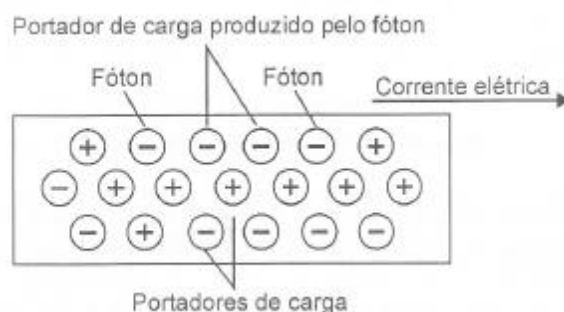 Portador de carga produzido pelo fóton
Fóton Fóton
Corrente elétrica
+ − − − − +
− + + + + + +
− + − − − −
Portadores de carga